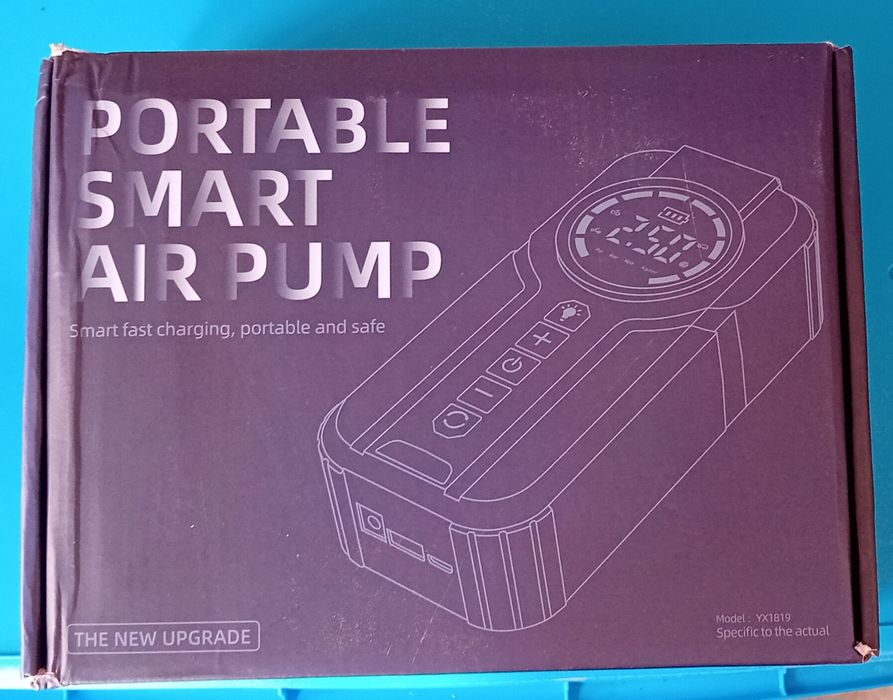 PORTABLE
SMART
AIR PUMP
Smart fast charging, portable and safe
THE NEW UPGRADE
Model : YX1819
Specific to the actual